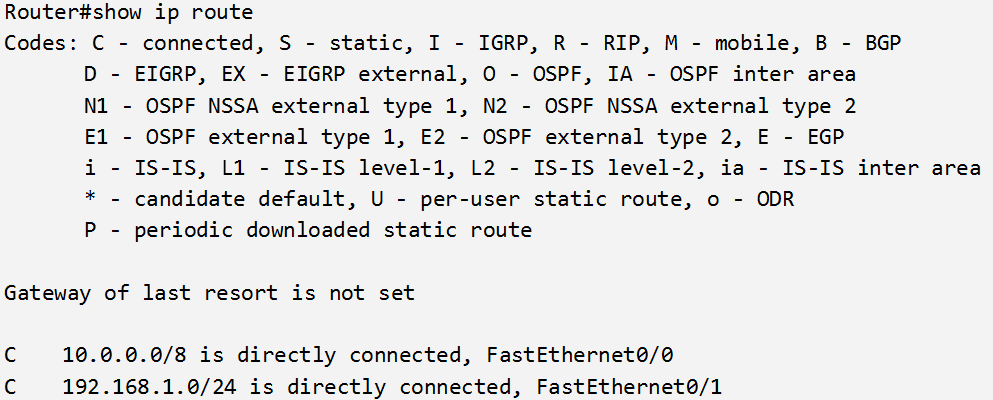 Router#show ip route
Codes: C - connected, S - static, I - IGRP, R - RIP, M - mobile, B - BGP
D - EIGRP, EX - EIGRP external, O - OSPF, IA - OSPF inter area
N1 - OSPF NSSA external type 1, N2 - OSPF NSSA external type 2
E1 - OSPF external type 1, E2 - OSPF external type 2, E - EGP
i - IS-IS, L1 - IS-IS level-1, L2 - IS-IS level-2, ia - IS-IS inter area
* - candidate default, U - per-user static route, o - ODR
P - periodic downloaded static route
Gateway of last resort is not set
C    10.0.0.0/8 is directly connected, FastEthernet0/0
C    192.168.1.0/24 is directly connected, FastEthernet0/1